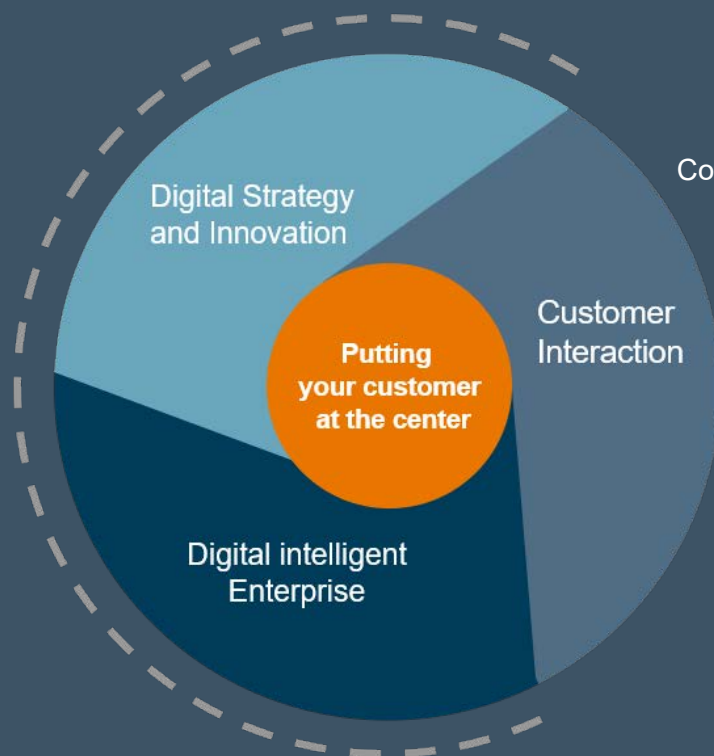 Digital Strategy
and Innovation
Customer
Interaction
Putting
your customer
at the center
Digital intelligent
Enterprise